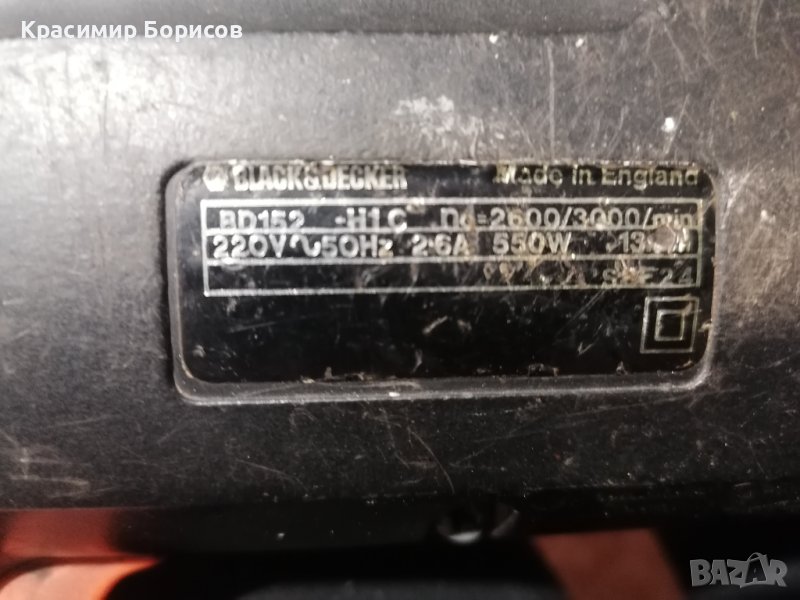 Красимир Борисов
BLACK&DECKER Made in England
BD152 -H1C no=2600/3000/min
220V∿50Hz 2·6A 550W 13mm
BAZAR